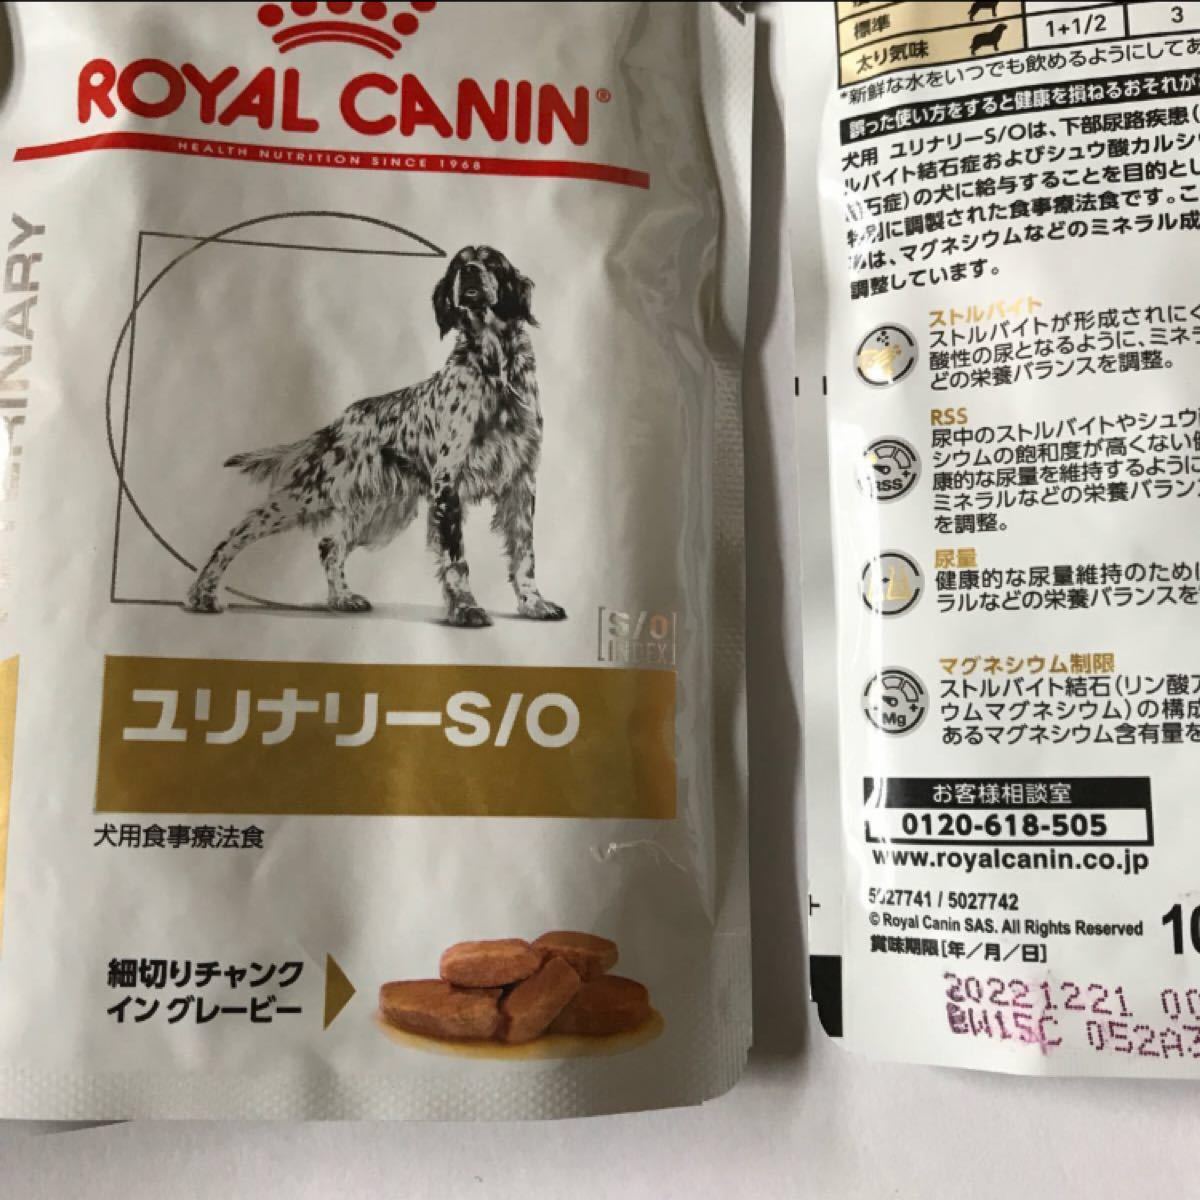 ROYAL CANIN®
HEALTH NUTRITION SINCE 1968
[S/O]
INDEX
ユリナリーS/O
犬用食事療法食
細切りチャンク
イン グレービー
標準
1+1/2
3
太り気味
*新鮮な水をいつでも飲めるようにしてあ
誤った使い方をすると健康を損ねるおそれが
犬用 ユリナリーS/Oは、下部尿路疾患(
ルバイト結石症およびシュウ酸カルシ
石症)の犬に給与することを目的とし
特別に調製された食事療法食です。こ
は、マグネシウムなどのミネラル成
調整しています。
ストルバイト
ストルバイトが形成されにく
酸性の尿となるように、ミネラ
どの栄養バランスを調整。
RSS
尿中のストルバイトやシュウ
シウムの飽和度が高くない
康的な尿量を維持するように
ミネラルなどの栄養バラン
を調整。
RSS
尿量
健康的な尿量維持のため
ラルなどの栄養バランスを
マグネシウム制限
ストルバイト結石(リン酸ア
ウムマグネシウム)の構成
あるマグネシウム含有量を
Mg
お客様相談室
0120-618-505
www.royalcanin.co.jp
5027741 / 5027742
© Royal Canin SAS. All Rights Reserved
賞味期限[年/月/日]
10
20221221 00
BW15C 052A3